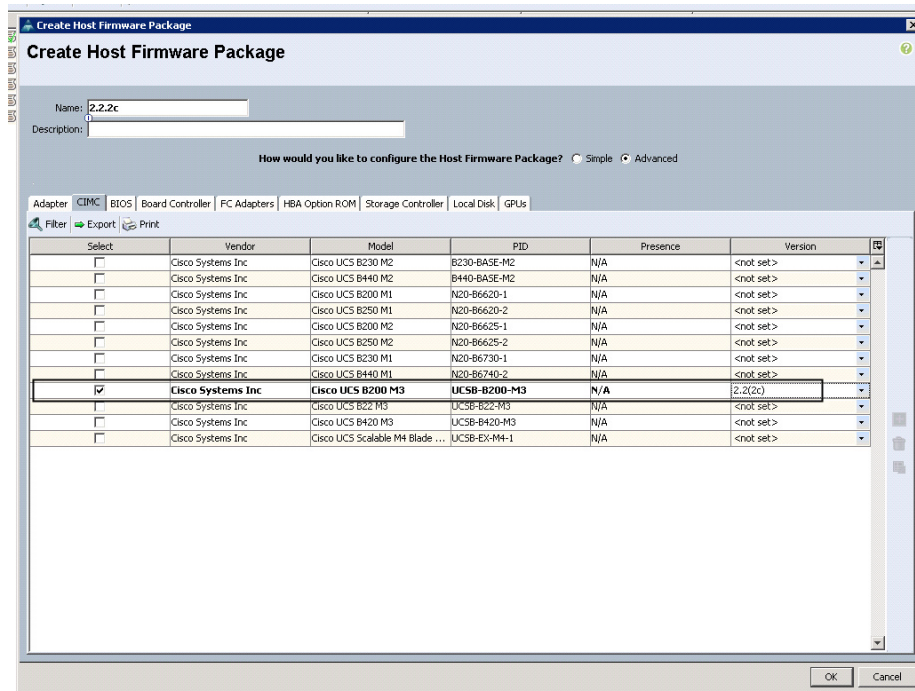 Create Host Firmware Package
Create Host Firmware Package
Name: 2.2.2c
Description:
How would you like to configure the Host Firmware Package? Simple Advanced
Adapter CIMC BIOS Board Controller FC Adapters HBA Option ROM Storage Controller Local Disk GPUs
Filter Export Print
Select Vendor Model PID Presence Version
Cisco Systems Inc Cisco UCS B230 M2 B230-BASE-M2 N/A <not set>
Cisco Systems Inc Cisco UCS B440 M2 B440-BASE-M2 N/A <not set>
Cisco Systems Inc Cisco UCS B200 M1 N20-B6620-1 N/A <not set>
Cisco Systems Inc Cisco UCS B250 M1 N20-B6620-2 N/A <not set>
Cisco Systems Inc Cisco UCS B200 M2 N20-B6625-1 N/A <not set>
Cisco Systems Inc Cisco UCS B250 M2 N20-B6625-2 N/A <not set>
Cisco Systems Inc Cisco UCS B230 M1 N20-B6730-1 N/A <not set>
Cisco Systems Inc Cisco UCS B440 M1 N20-B6740-2 N/A <not set>
Cisco Systems Inc Cisco UCS B200 M3 UCSB-B200-M3 N/A 2.2(2c)
Cisco Systems Inc Cisco UCS B22 M3 UCSB-B22-M3 N/A <not set>
Cisco Systems Inc Cisco UCS B420 M3 UCSB-B420-M3 N/A <not set>
Cisco Systems Inc Cisco UCS Scalable M4 Blade ... UCSB-EX-M4-1 N/A <not set>
OK Cancel